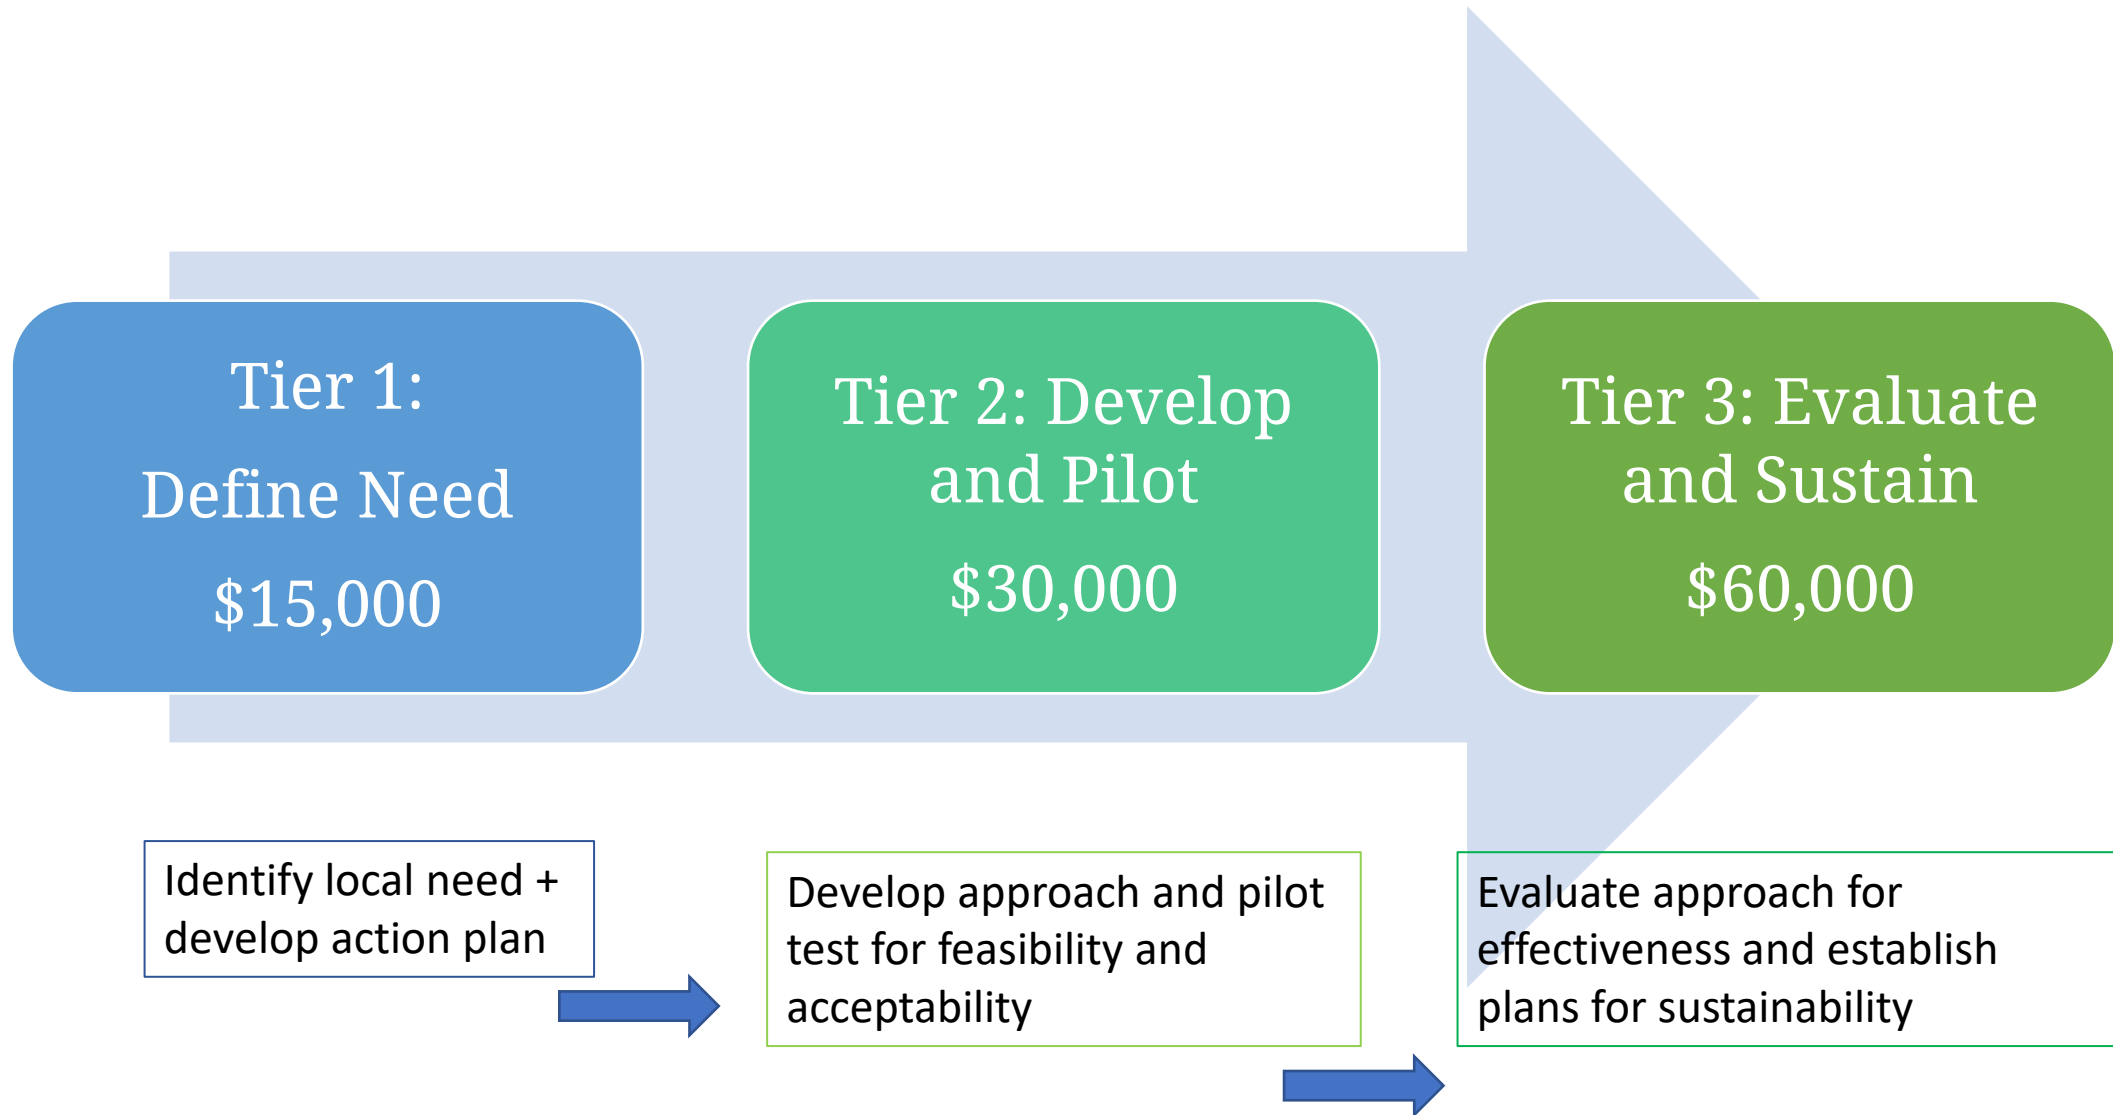 Tier 1:
Define Need
$15,000
Tier 2: Develop
and Pilot
$30,000
Tier 3: Evaluate
and Sustain
$60,000
Identify local need +
develop action plan
Develop approach and pilot
test for feasibility and
acceptability
Evaluate approach for
effectiveness and establish
plans for sustainability